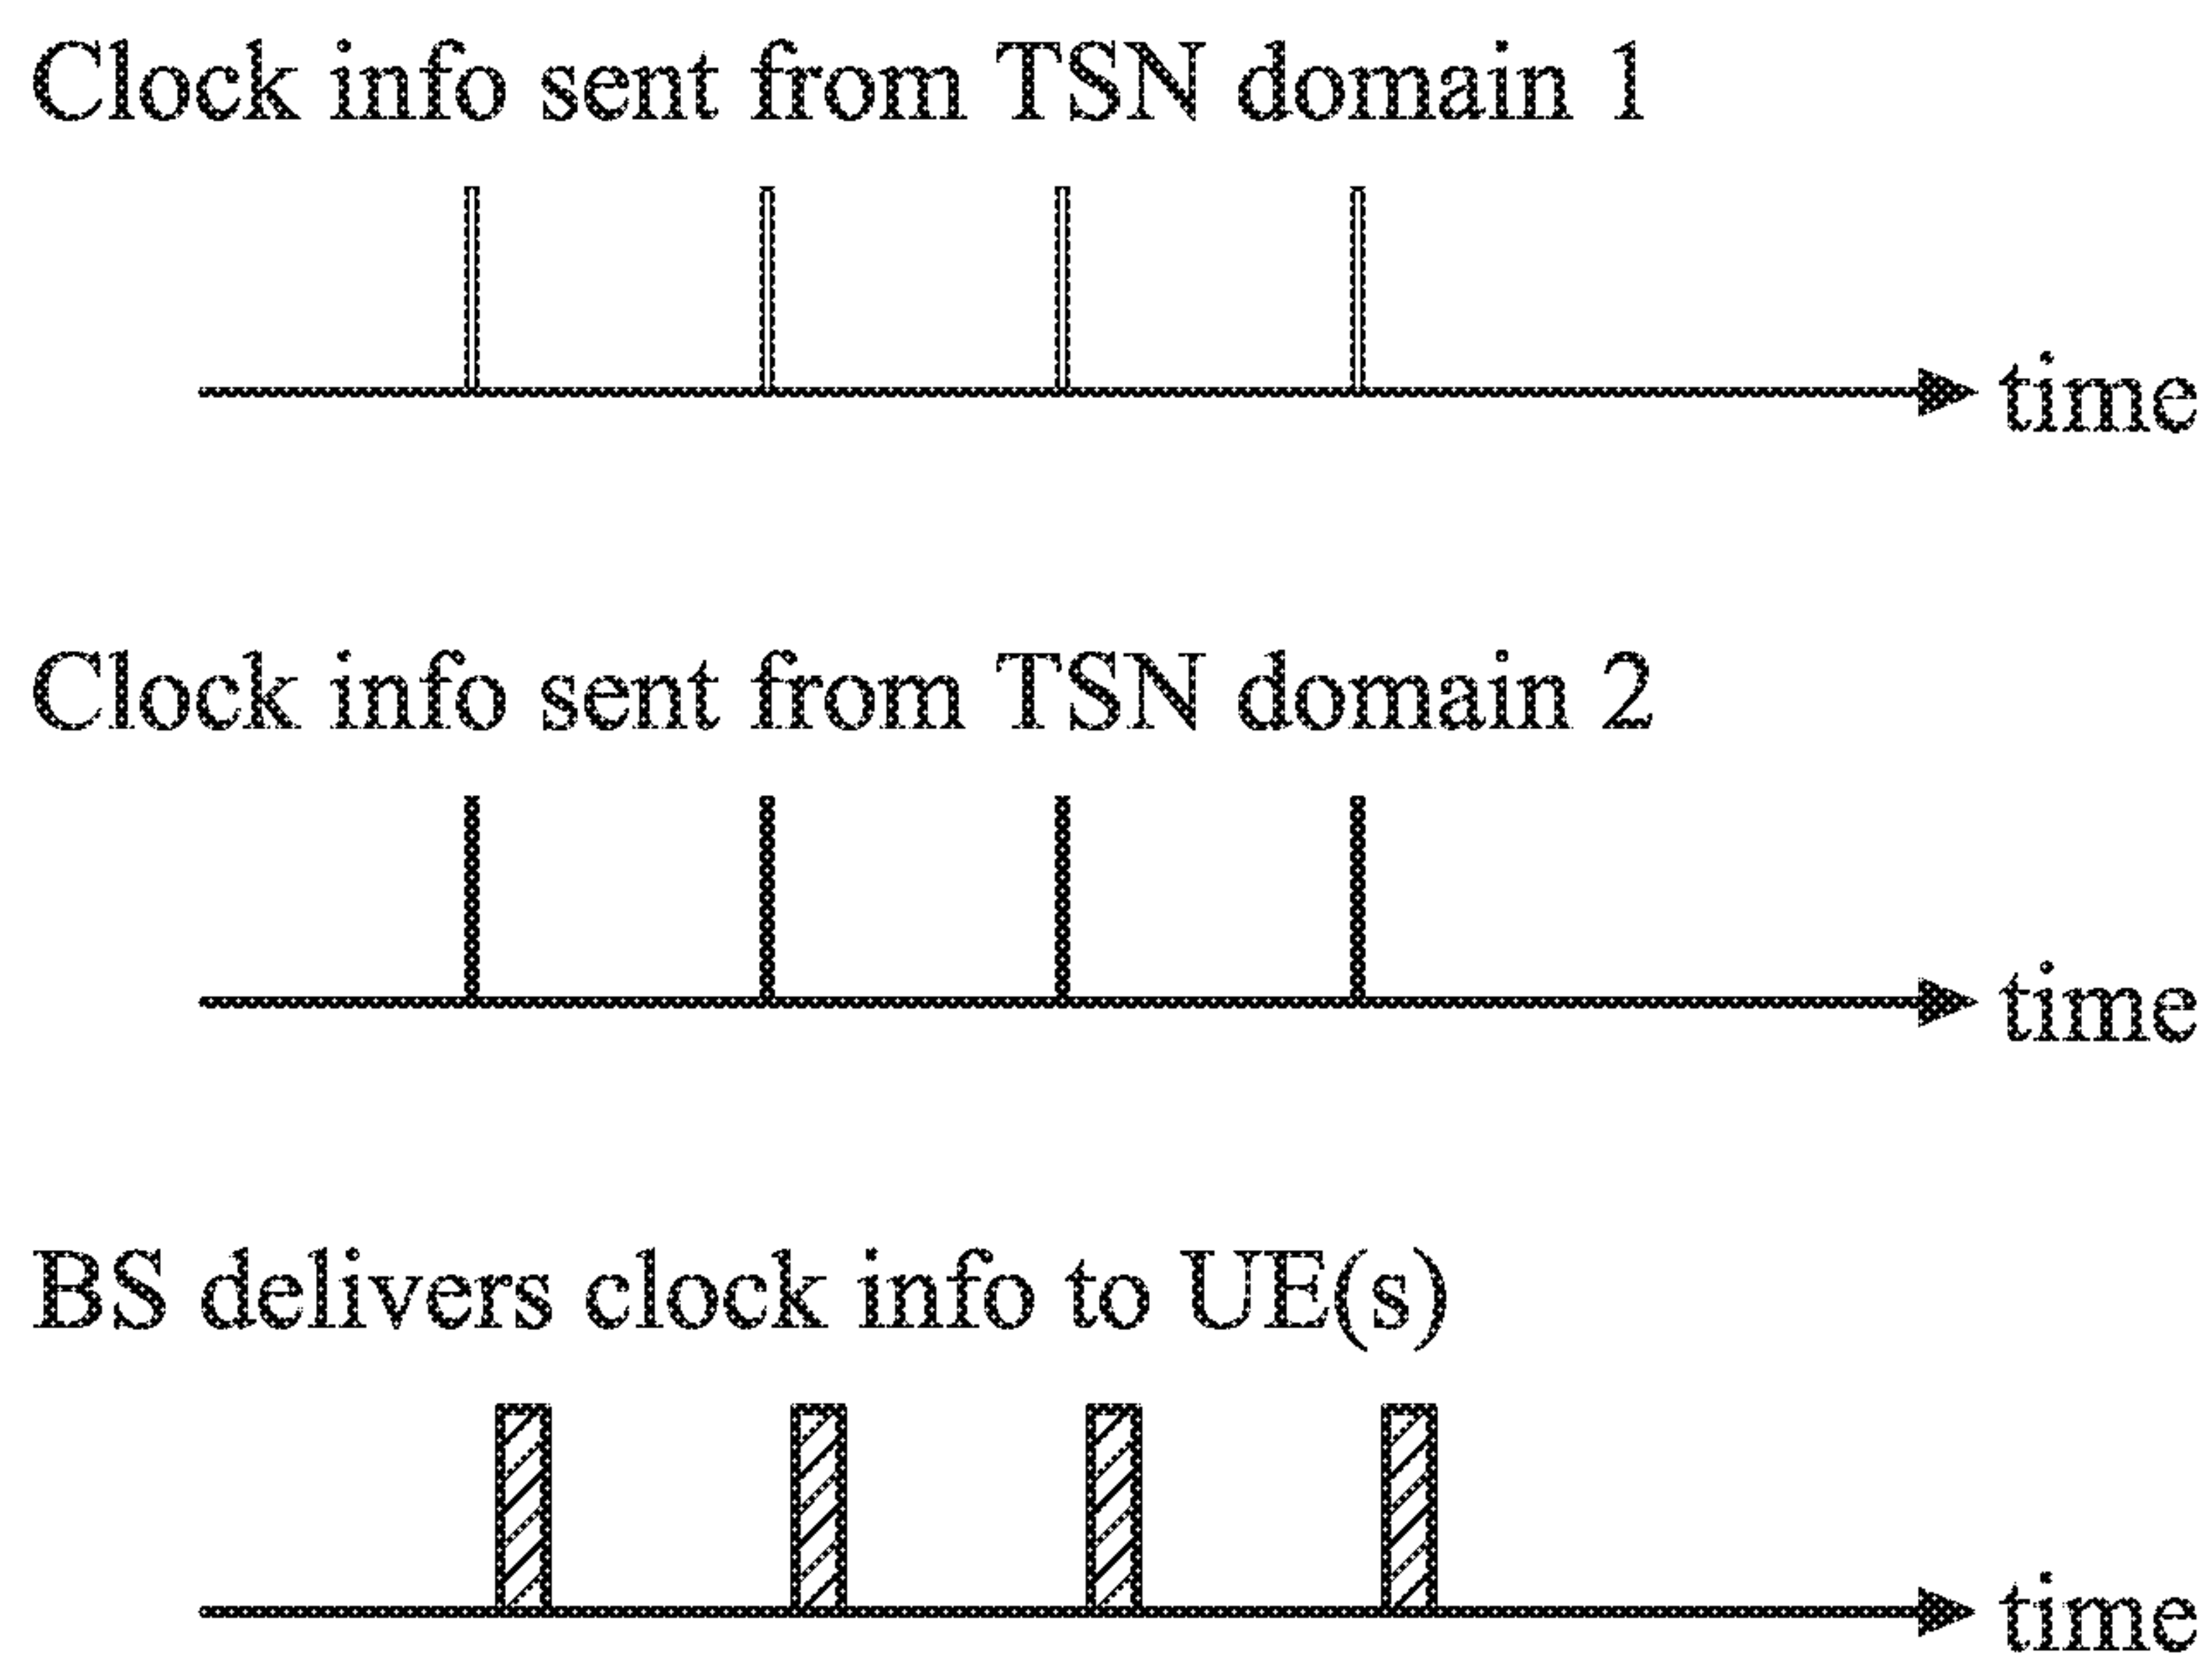 Clock info sent from TSN domain 1
time
Clock info sent from TSN domain 2
time
BS delivers clock info to UE(s)
time